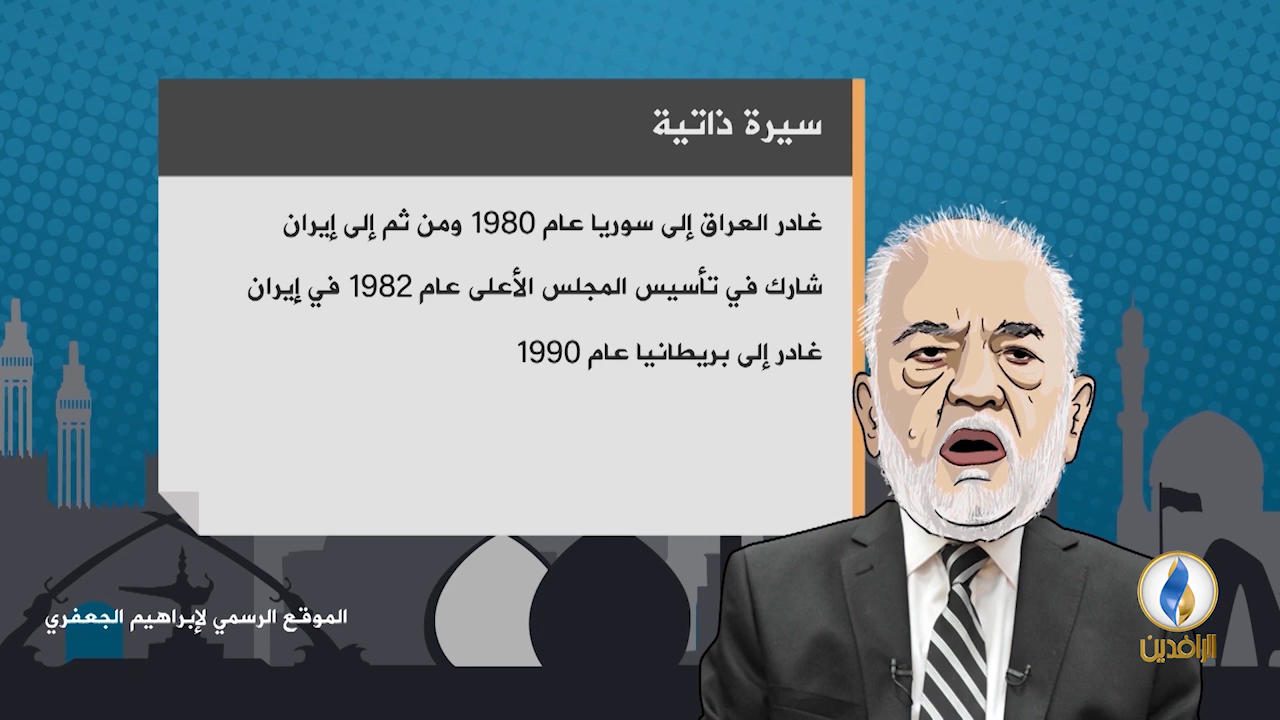 سيرة ذاتية
غادر العراق إلى سوريا عام 1980 ومن ثم إلى إيران
شارك في تأسيس المجلس الأعلى عام 1982 في إيران
غادر إلى بريطانيا عام 1990
الموقع الرسمي لإبراهيم الجعفري
الرافدين